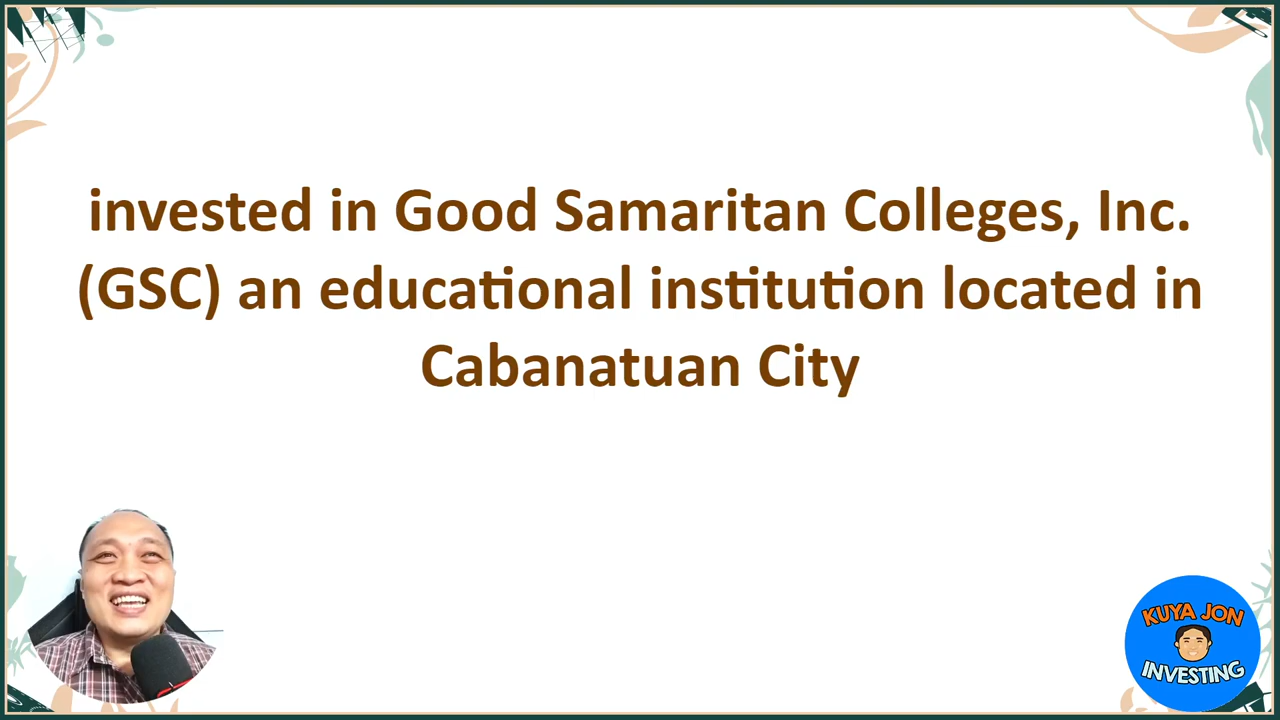 invested in Good Samaritan Colleges, Inc.
(GSC) an educational institution located in
Cabanatuan City
KUYA JON
INVESTING